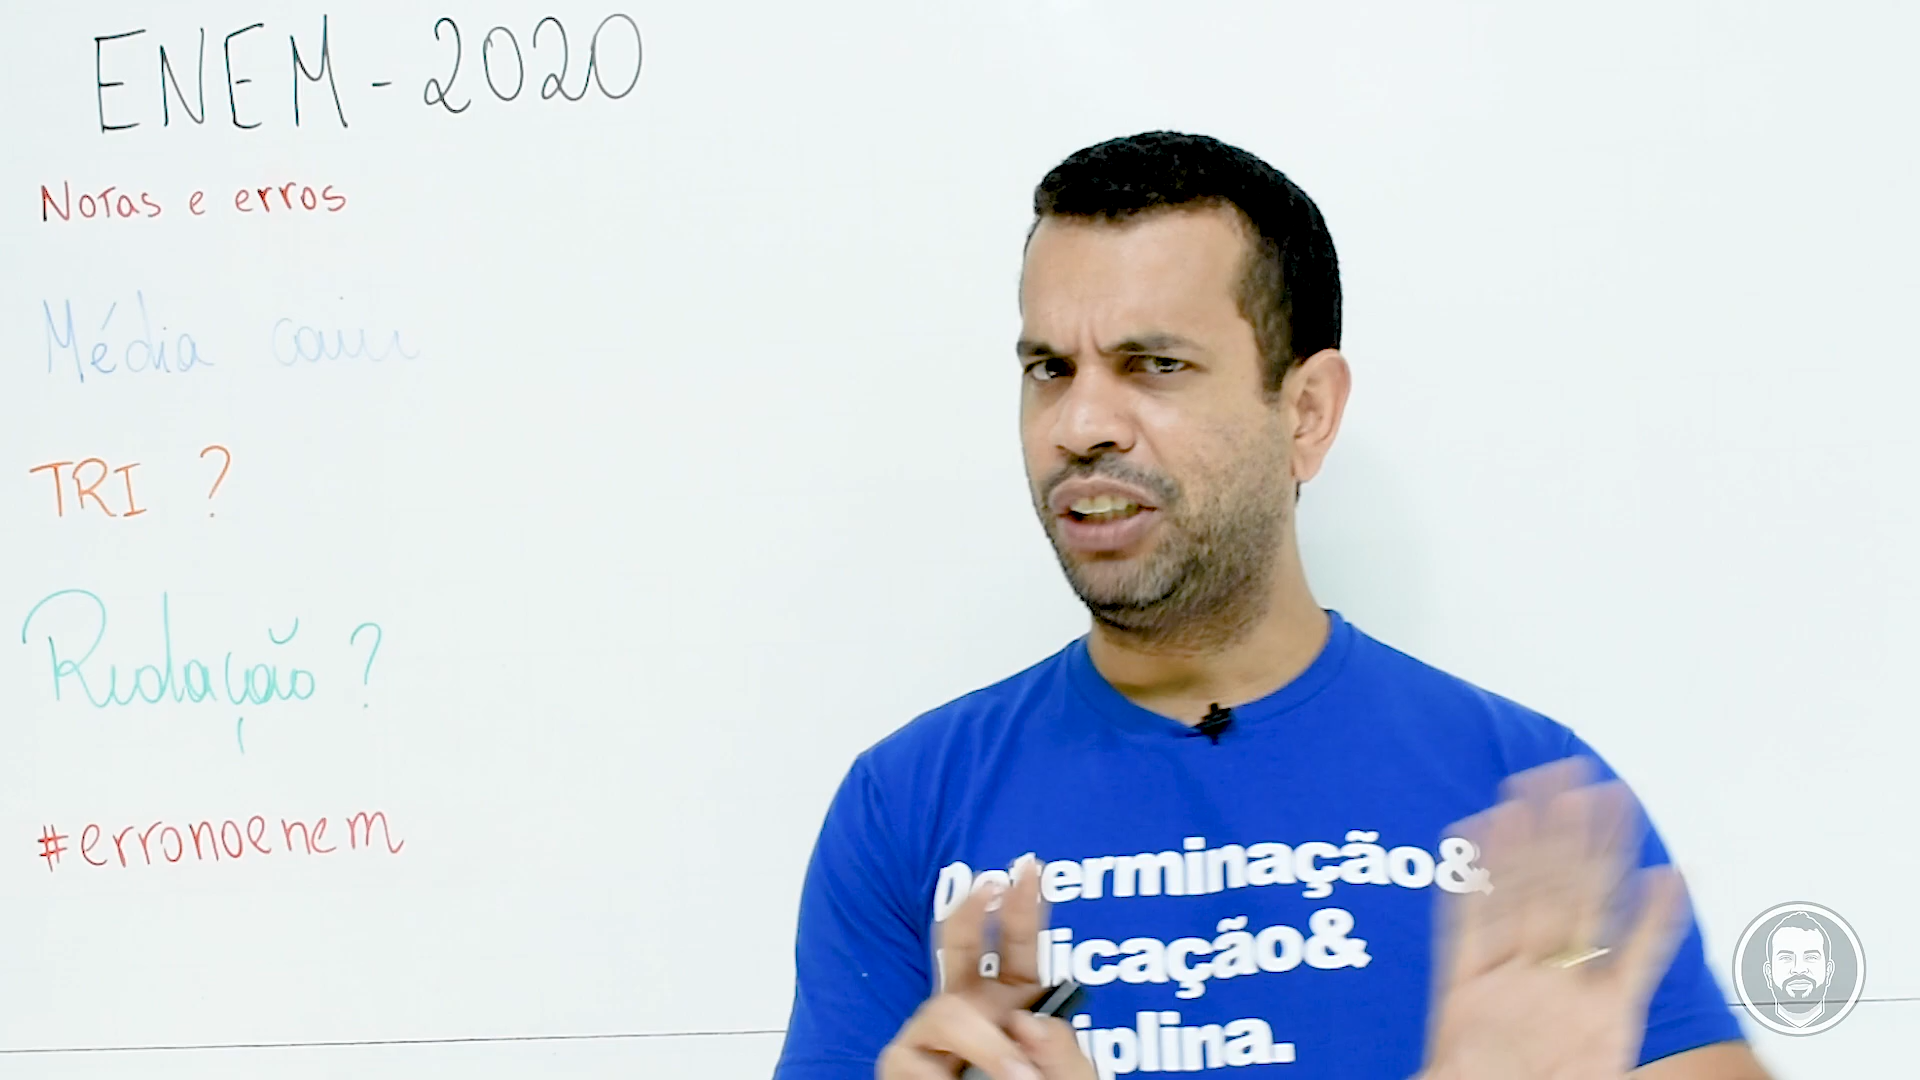 ENEM - 2020
Notas e erros
Média caiu
TRI ?
Redação ?
#erronoenem
Determinação&
licação&
iplina.